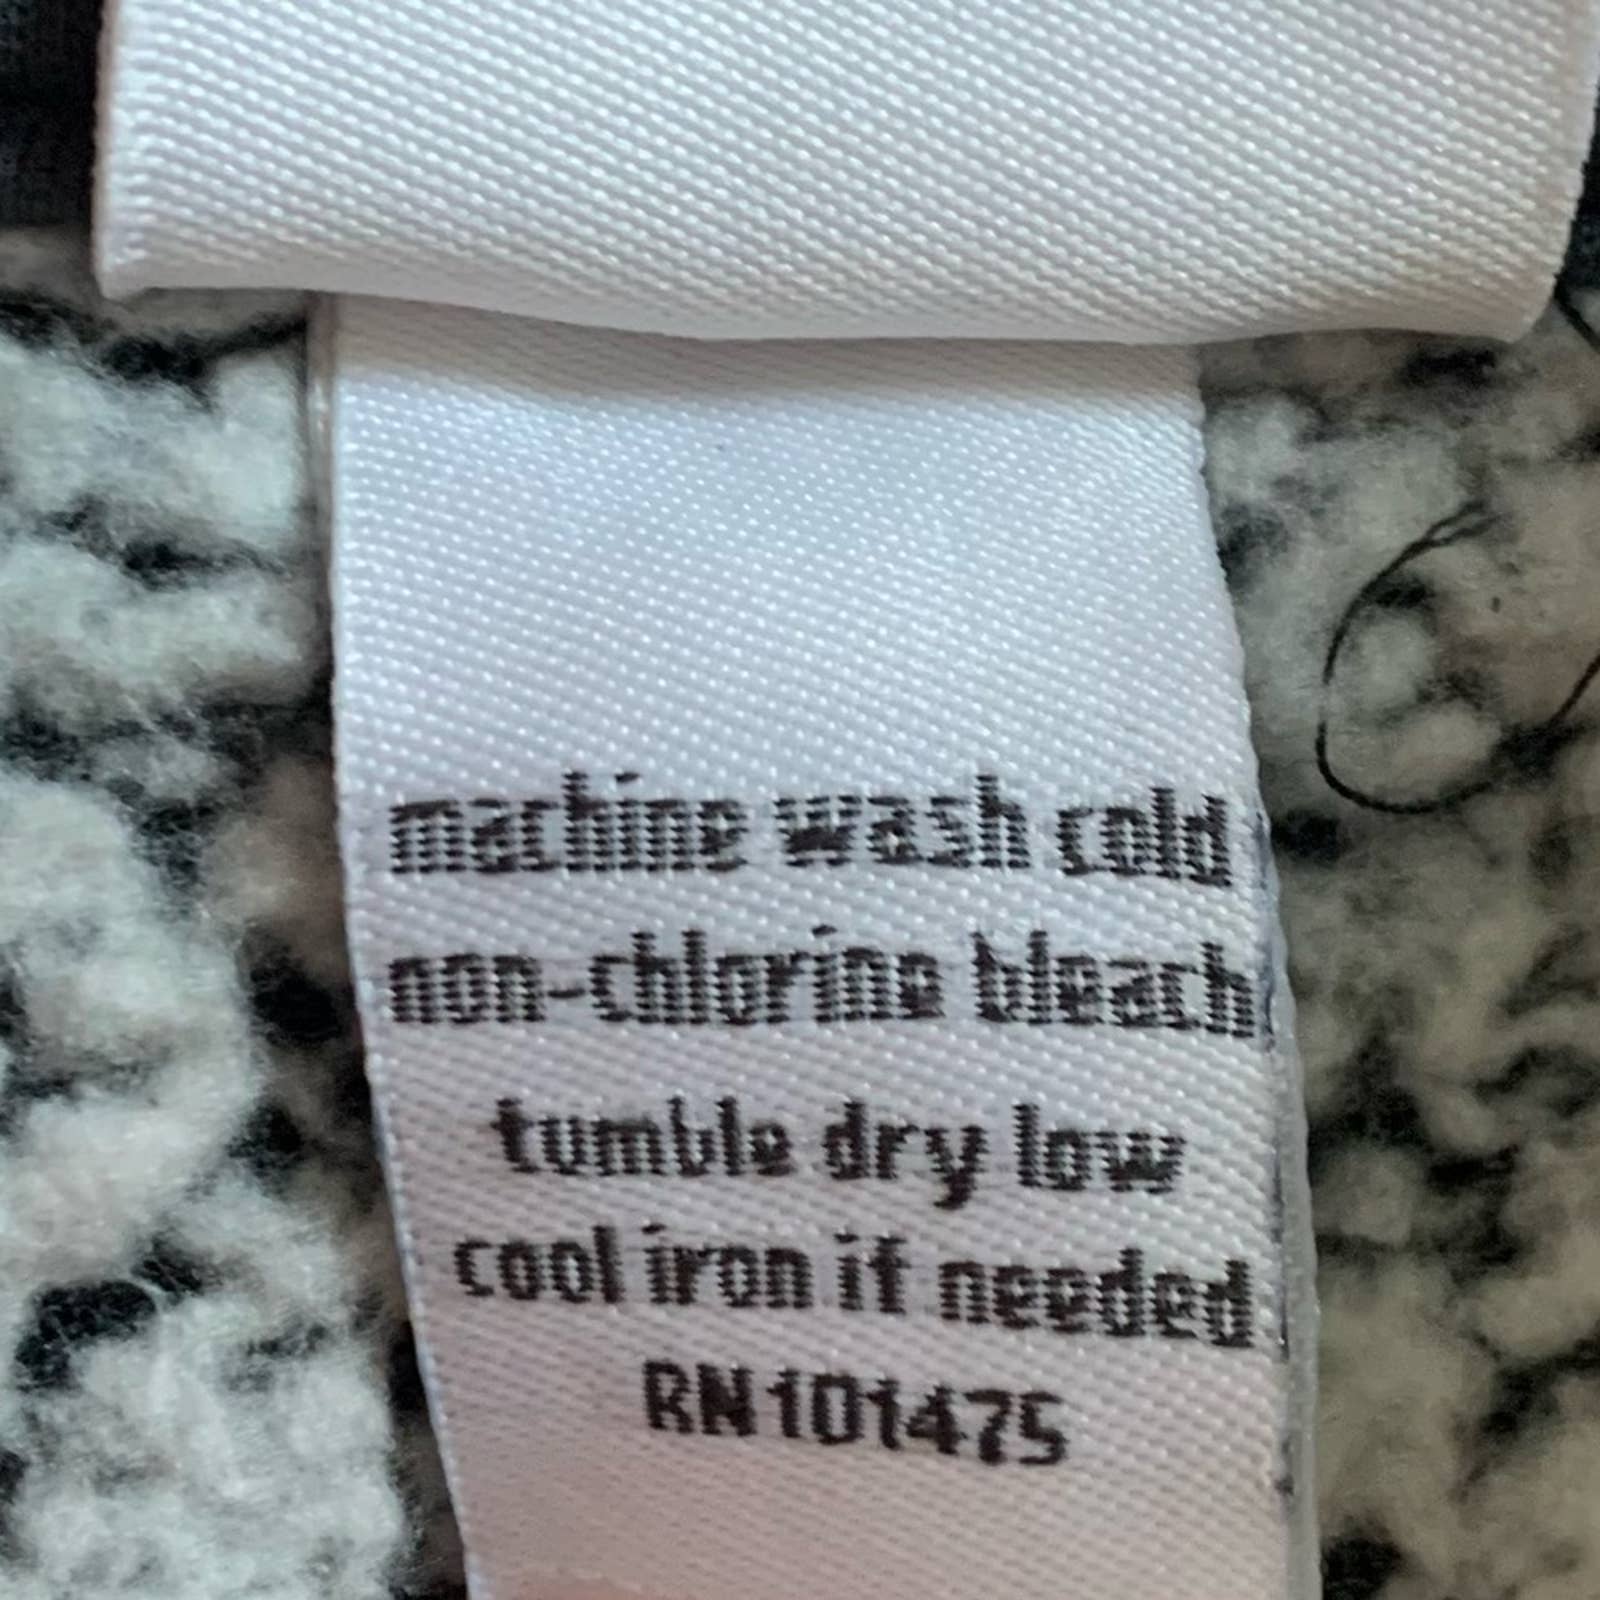 machine wash cold
non-chlorine bleach
tumble dry low
cool iron if needed
RN101475